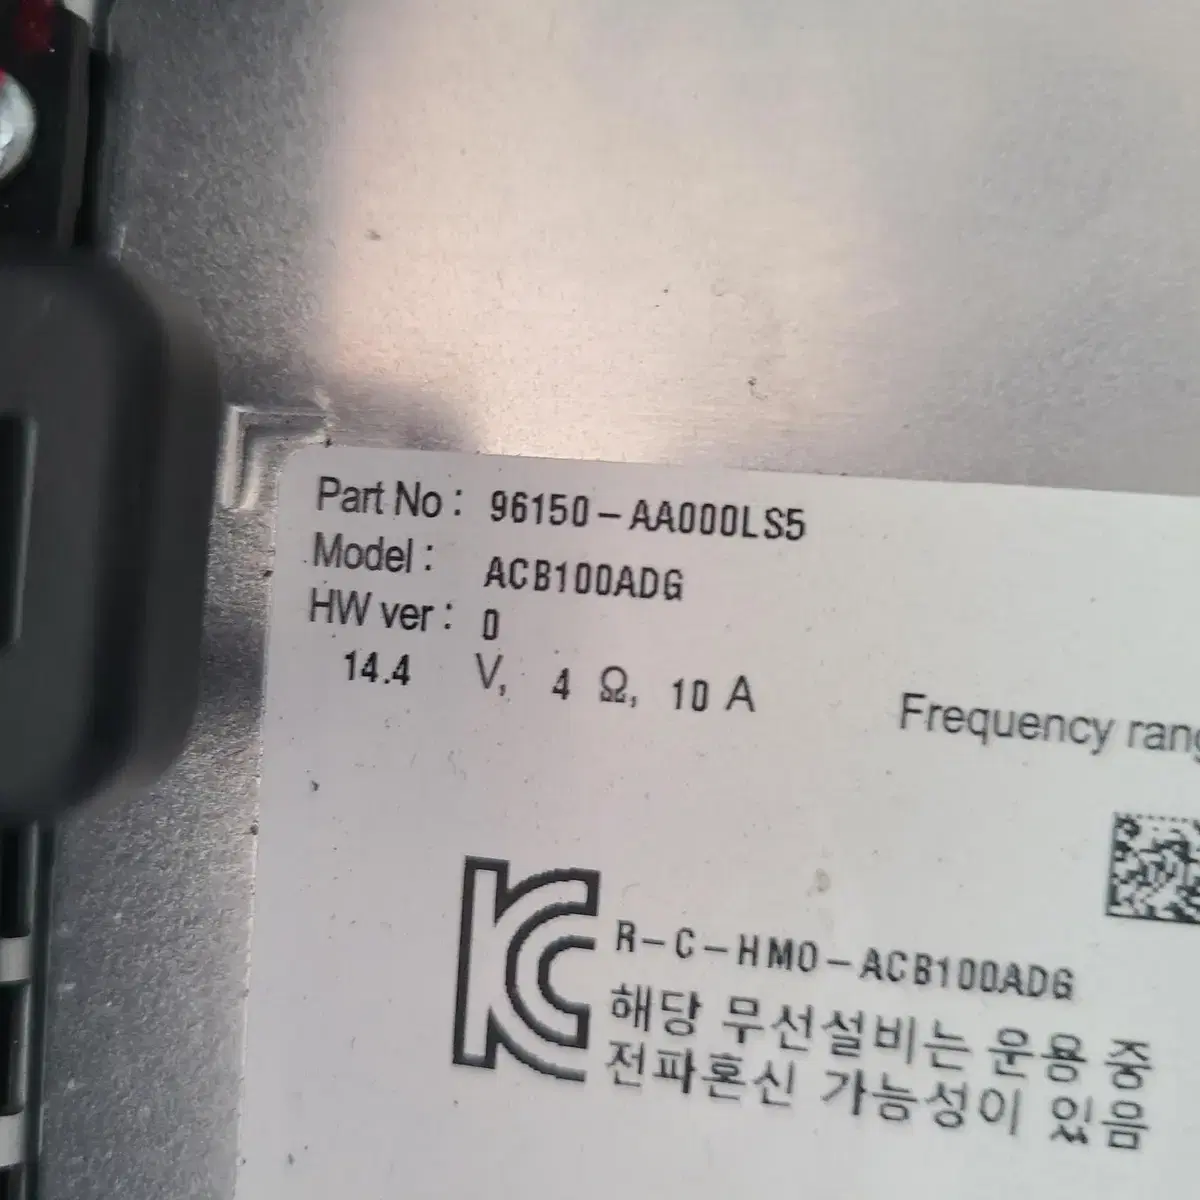 Part No : 96150-AA000LS5
Model : ACB100ADG
HW ver : 0
14.4 V, 4 Ω, 10 A
Frequency rang
KC
R-C-HMO-ACB100ADG
해당 무선설비는 운용 중
전파혼신 가능성이 있음